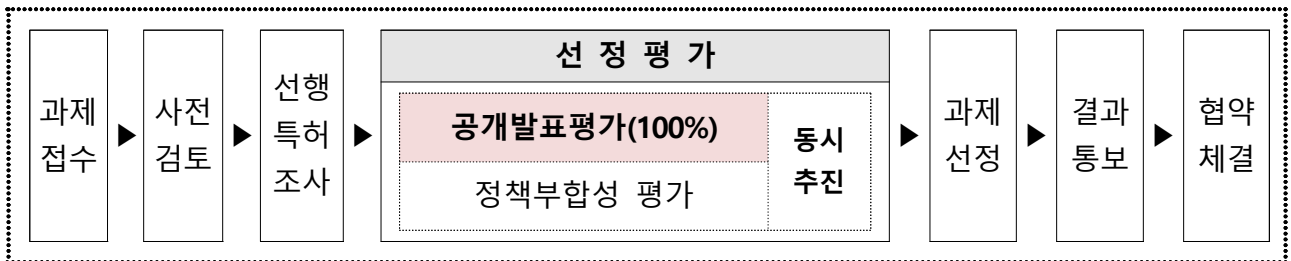 과제
접수
▶
사전
검토
▶
선행
특허
조사
▶
선 정 평 가
공개발표평가(100%)
정책부합성 평가
동시
추진
▶
과제
선정
▶
결과
통보
▶
협약
체결